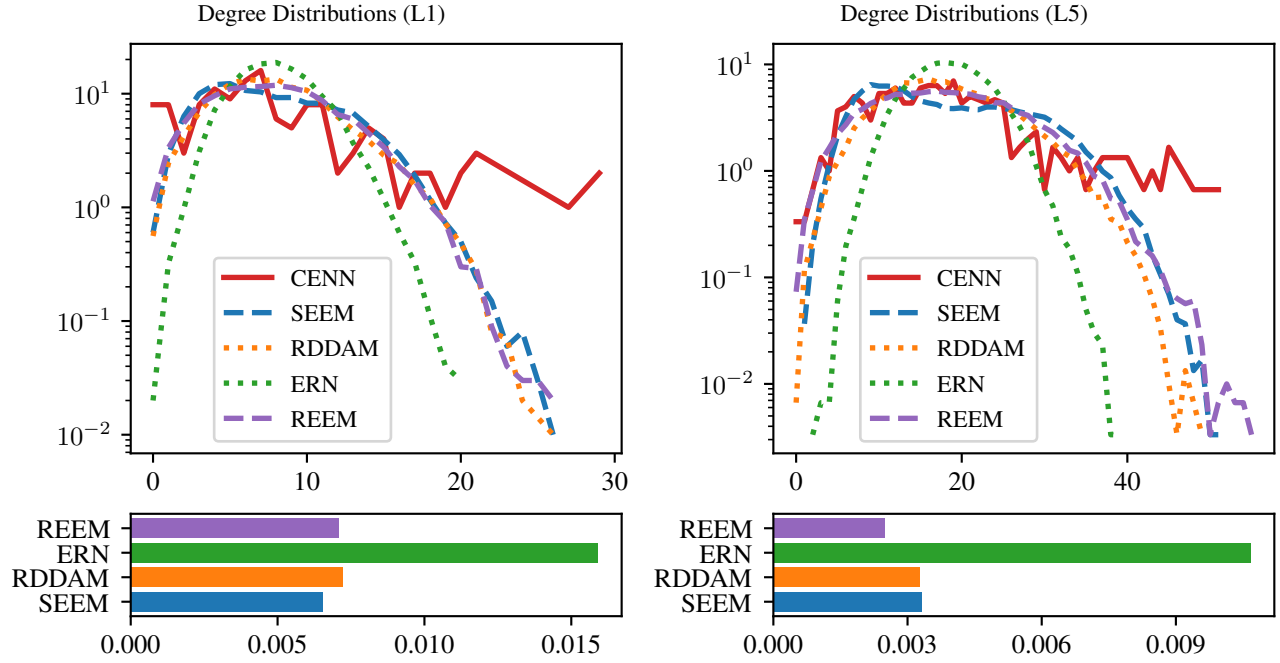 Degree Distributions (L1)
10^1
10^0
10^−1
10^−2
CENN
SEEM
RDDAM
ERN
REEM
0 10 20 30
REEM
ERN
RDDAM
SEEM
0.000 0.005 0.010 0.015
Degree Distributions (L5)
10^1
10^0
10^−1
10^−2
CENN
SEEM
RDDAM
ERN
REEM
0 20 40
REEM
ERN
RDDAM
SEEM
0.000 0.003 0.006 0.009